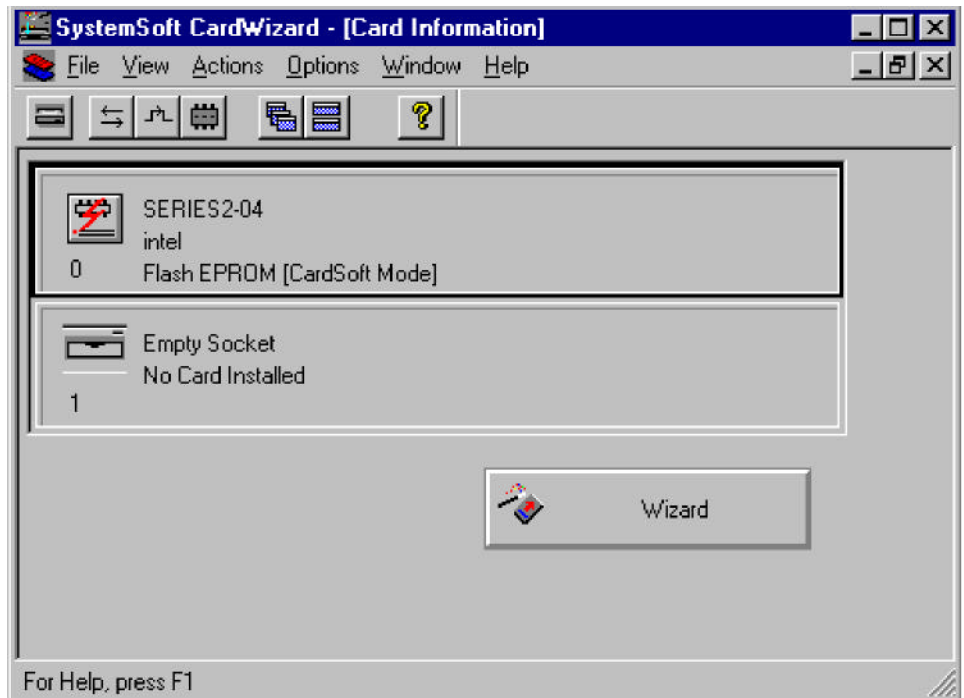 SystemSoft CardWizard - [Card Information]
File View Actions Options Window Help
SERIES2-04
intel
0
Flash EPROM [CardSoft Mode]
Empty Socket
No Card Installed
1
Wizard
For Help, press F1